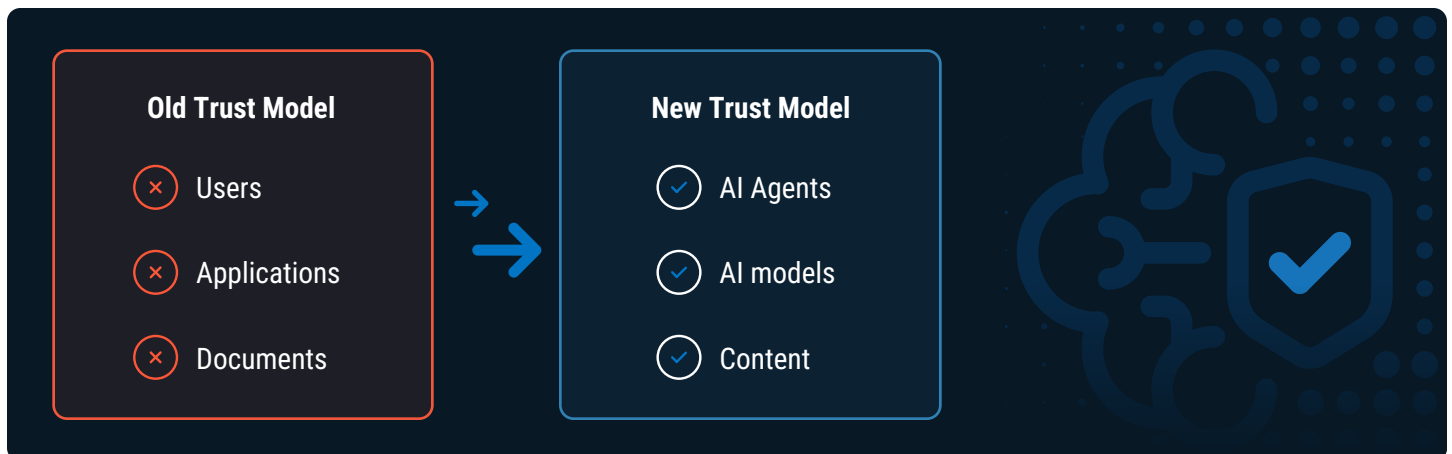 Old Trust Model
Users
Applications
Documents
New Trust Model
AI Agents
AI models
Content